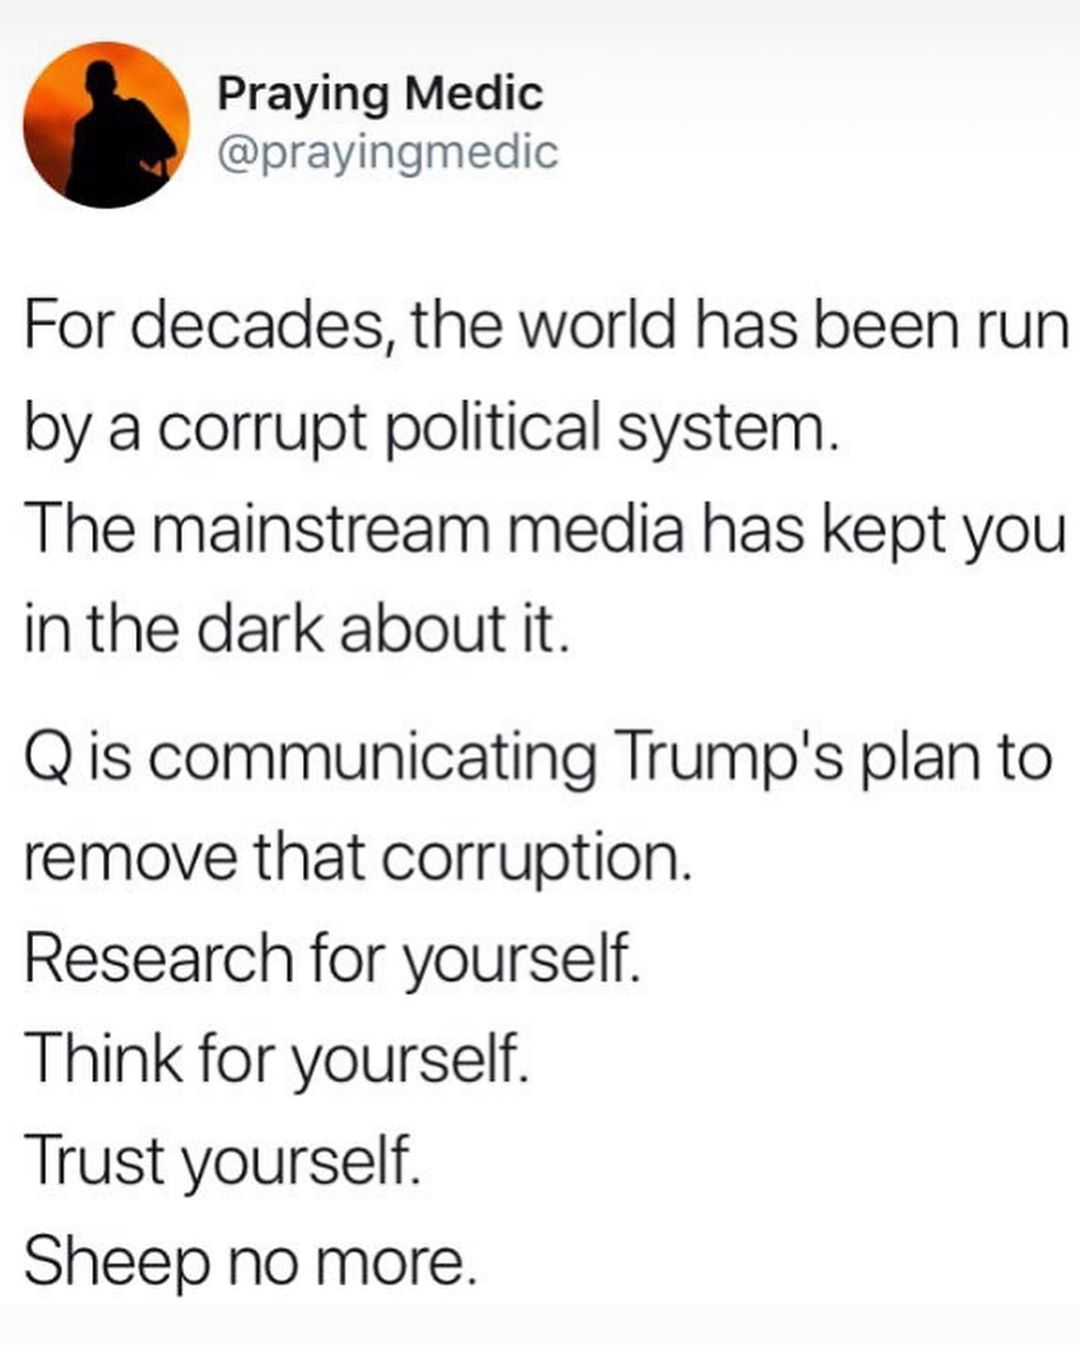 Praying Medic
@prayingmedic
For decades, the world has been run
by a corrupt political system.
The mainstream media has kept you
in the dark about it.
Q is communicating Trump's plan to
remove that corruption.
Research for yourself.
Think for yourself.
Trust yourself.
Sheep no more.